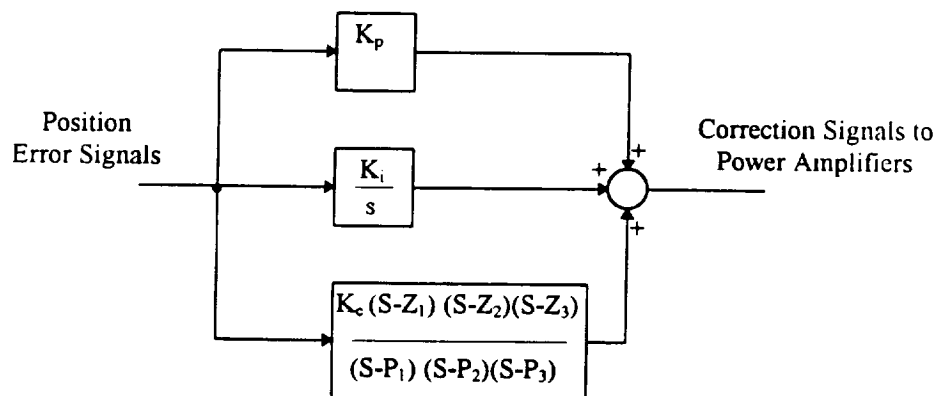 K_p
Position
Error Signals
Correction Signals to
Power Amplifiers
+
+
+
K_i
s
K_c (S-Z_1) (S-Z_2)(S-Z_3)
(S-P_1) (S-P_2)(S-P_3)